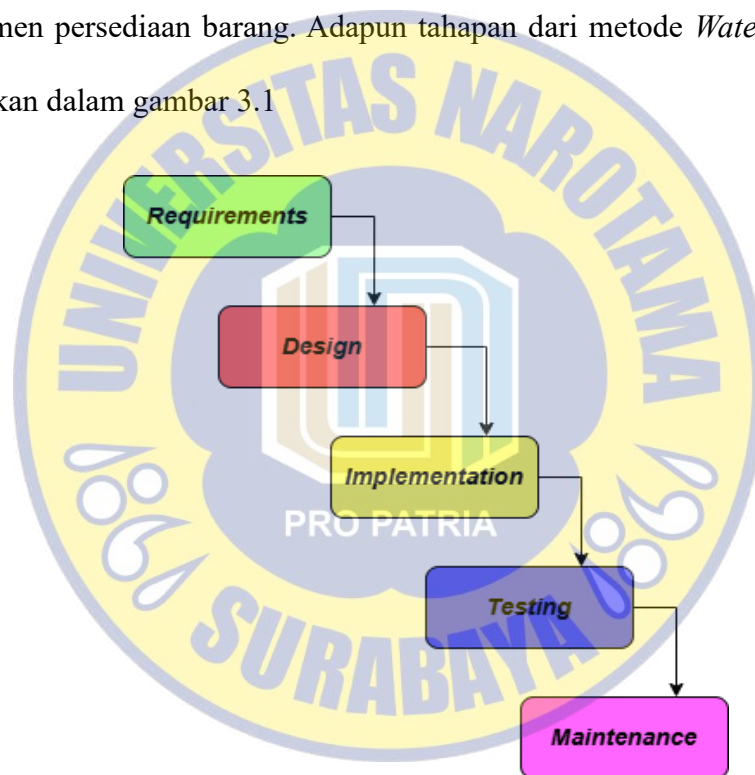 men persediaan barang. Adapun tahapan dari metode Wate
kan dalam gambar 3.1
UNIVERSITAS NAROTAMA
Requirements
Design
Implementation
PRO PATRIA
Testing
SURABAYA
Maintenance